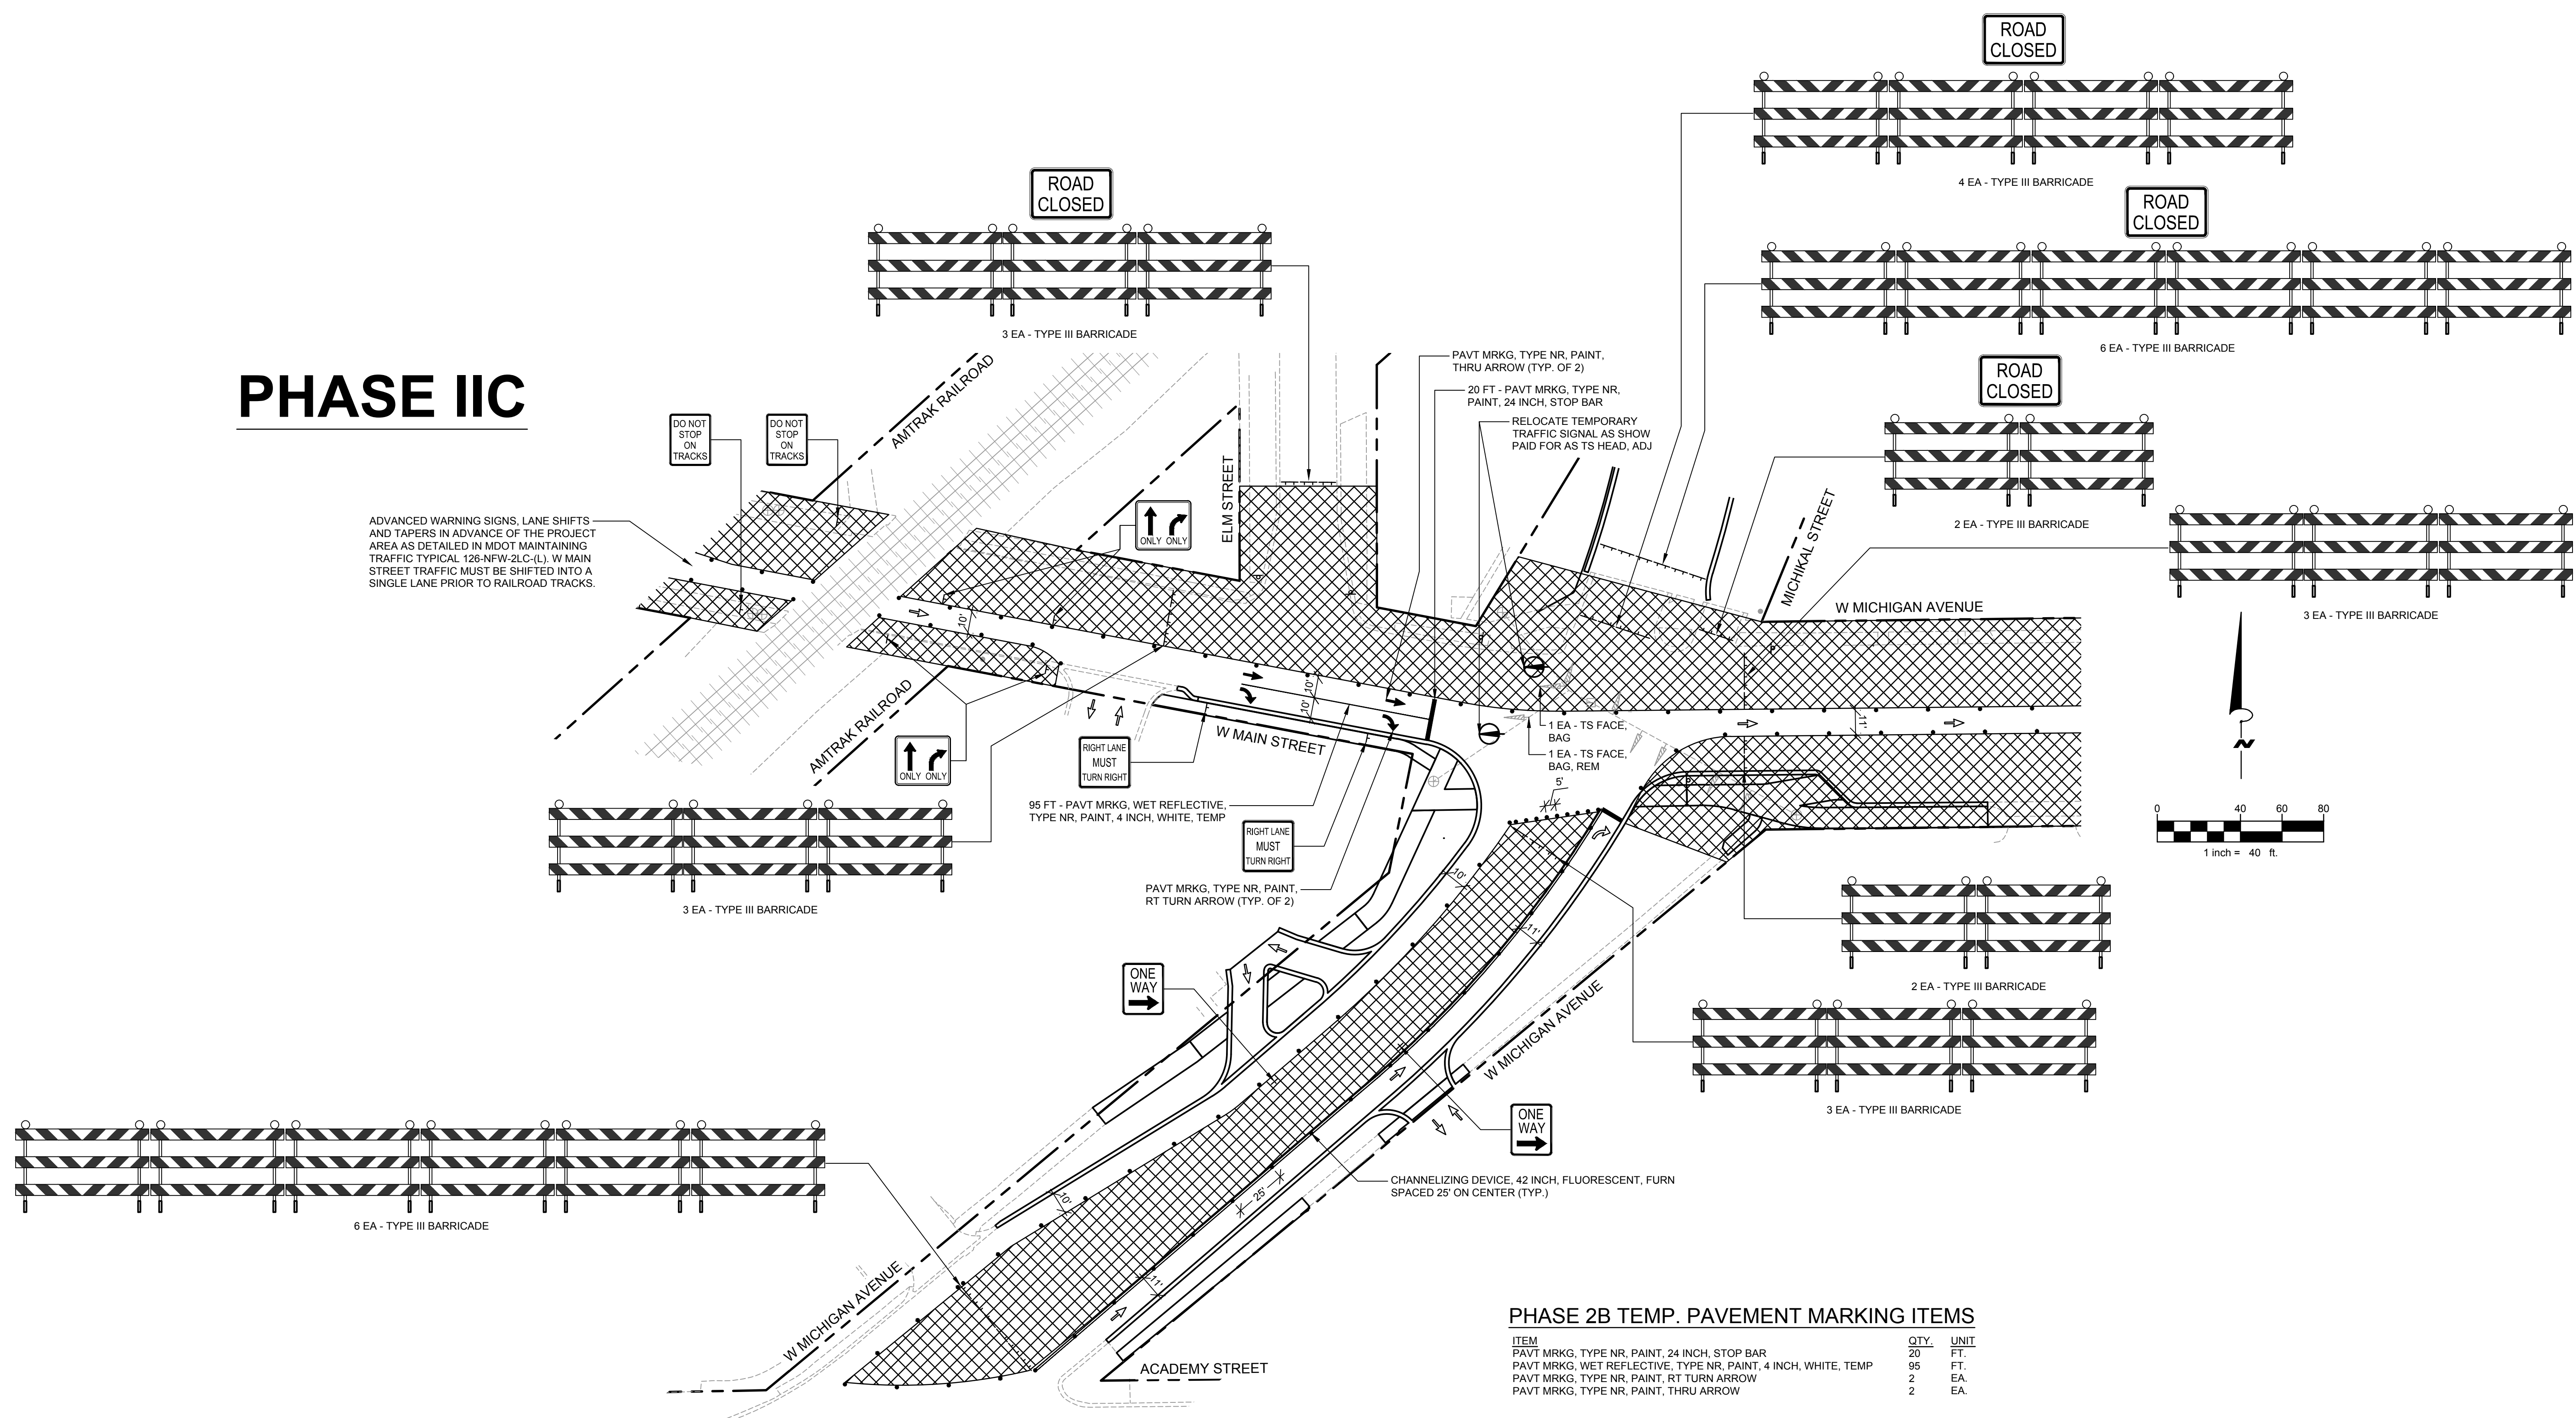 PHASE IIC
ROAD
CLOSED
4 EA - TYPE III BARRICADE
ROAD
CLOSED
6 EA - TYPE III BARRICADE
ROAD
CLOSED
3 EA - TYPE III BARRICADE
ROAD
CLOSED
2 EA - TYPE III BARRICADE
3 EA - TYPE III BARRICADE
PAVT MRKG, TYPE NR, PAINT,
THRU ARROW (TYP. OF 2)
20 FT - PAVT MRKG, TYPE NR,
PAINT, 24 INCH, STOP BAR
RELOCATE TEMPORARY
TRAFFIC SIGNAL AS SHOW
PAID FOR AS TS HEAD, ADJ
AMTRAK RAILROAD
DO NOT
STOP
ON
TRACKS
DO NOT
STOP
ON
TRACKS
ELM STREET
ONLY ONLY
MICHIKAL STREET
W MICHIGAN AVENUE
ADVANCED WARNING SIGNS, LANE SHIFTS
AND TAPERS IN ADVANCE OF THE PROJECT
AREA AS DETAILED IN MDOT MAINTAINING
TRAFFIC TYPICAL 126-NFW-2LC-(L). W MAIN
STREET TRAFFIC MUST BE SHIFTED INTO A
SINGLE LANE PRIOR TO RAILROAD TRACKS.
10'
10'
10'
11'
AMTRAK RAILROAD
W MAIN STREET
1 EA - TS FACE,
BAG
1 EA - TS FACE,
BAG, REM
5'
N
ONLY ONLY
RIGHT LANE
MUST
TURN RIGHT
95 FT - PAVT MRKG, WET REFLECTIVE,
TYPE NR, PAINT, 4 INCH, WHITE, TEMP
RIGHT LANE
MUST
TURN RIGHT
PAVT MRKG, TYPE NR, PAINT,
RT TURN ARROW (TYP. OF 2)
0 40 60 80
1 inch = 40 ft.
3 EA - TYPE III BARRICADE
10'
11'
2 EA - TYPE III BARRICADE
ONE
WAY
W MICHIGAN AVENUE
3 EA - TYPE III BARRICADE
ONE
WAY
CHANNELIZING DEVICE, 42 INCH, FLUORESCENT, FURN
SPACED 25' ON CENTER (TYP.)
25'
10'
11'
6 EA - TYPE III BARRICADE
W MICHIGAN AVENUE
ACADEMY STREET
PHASE 2B TEMP. PAVEMENT MARKING ITEMS
ITEM QTY. UNIT
PAVT MRKG, TYPE NR, PAINT, 24 INCH, STOP BAR 20 FT.
PAVT MRKG, WET REFLECTIVE, TYPE NR, PAINT, 4 INCH, WHITE, TEMP 95 FT.
PAVT MRKG, TYPE NR, PAINT, RT TURN ARROW 2 EA.
PAVT MRKG, TYPE NR, PAINT, THRU ARROW 2 EA.